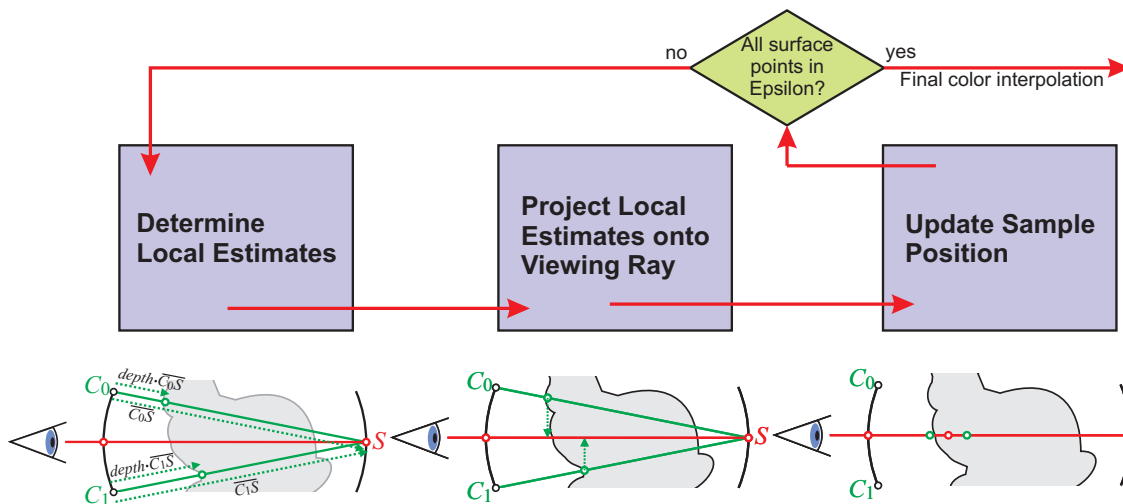 All surface
points in
Epsilon?
no
yes
Final color interpolation
Determine
Local Estimates
Project Local
Estimates onto
Viewing Ray
Update Sample
Position
C₀
depth·C₀S
C₀S
S
depth·C₁S
C₁S
C₁
C₀
S
C₁
C₀
C₁